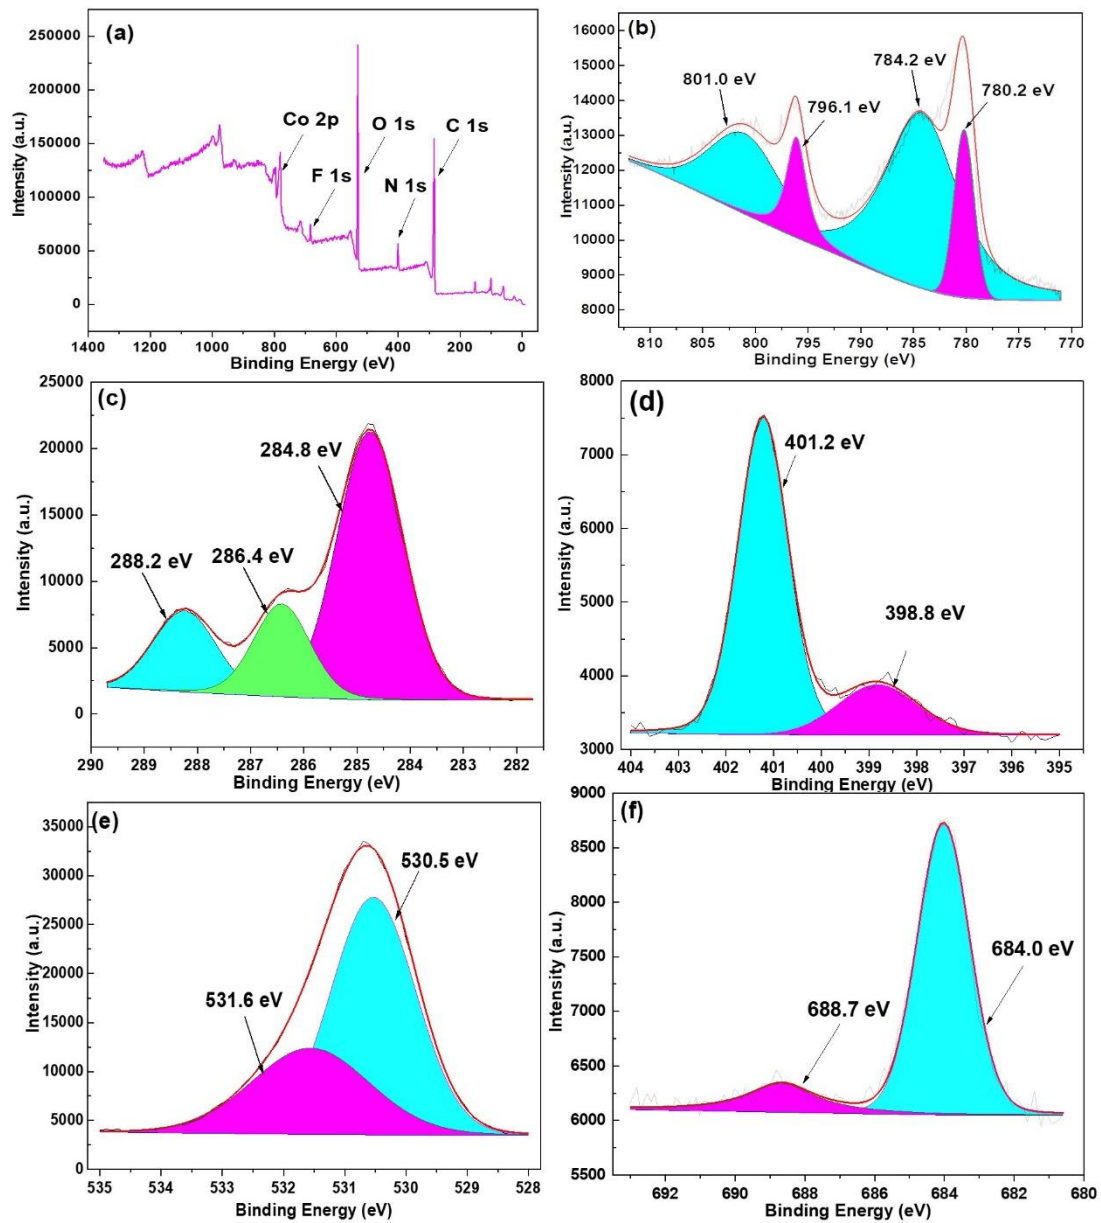 (a)
250000
200000
150000
100000
50000
0
Intensity (a.u.)
Co 2p
O 1s
C 1s
F 1s
N 1s
1400 1200 1000 800 600 400 200 0
Binding Energy (eV)
(b)
16000
15000
14000
13000
12000
11000
10000
9000
8000
Intensity (a.u.)
801.0 eV
796.1 eV
784.2 eV
780.2 eV
810 805 800 795 790 785 780 775 770
Binding Energy (eV)
(c)
25000
20000
15000
10000
5000
0
Intensity (a.u.)
284.8 eV
286.4 eV
288.2 eV
290 289 288 287 286 285 284 283 282
Binding Energy (eV)
(d)
8000
7000
6000
5000
4000
3000
Intensity (a.u.)
401.2 eV
398.8 eV
404 403 402 401 400 399 398 397 396 395
Binding Energy (eV)
(e)
35000
30000
25000
20000
15000
10000
5000
0
Intensity (a.u.)
530.5 eV
531.6 eV
535 534 533 532 531 530 529 528
Binding Energy (eV)
(f)
9000
8500
8000
7500
7000
6500
6000
5500
Intensity (a.u.)
684.0 eV
688.7 eV
692 690 688 686 684 682 680
Binding Energy (eV)